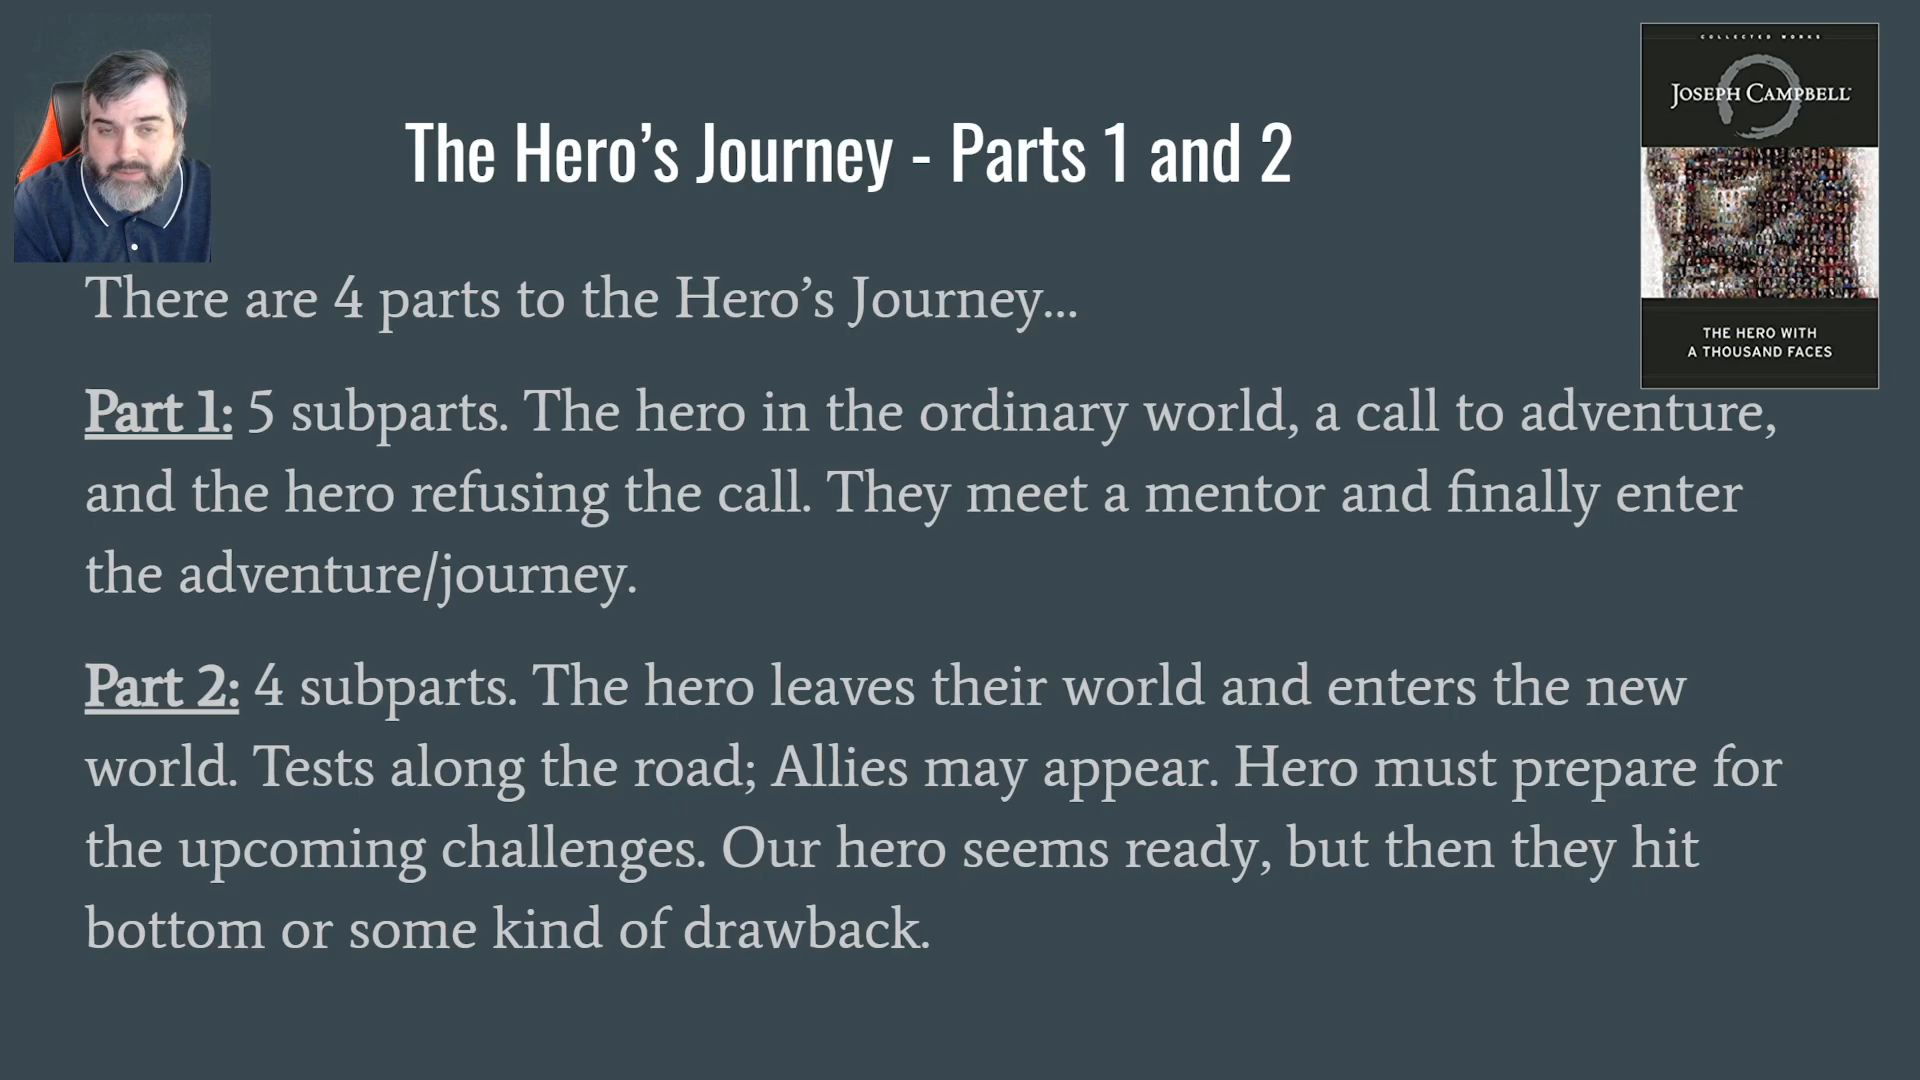 The Hero’s Journey - Parts 1 and 2
COLLECTED WORKS
JOSEPH CAMPBELL
THE HERO WITH
A THOUSAND FACES
There are 4 parts to the Hero’s Journey...
Part 1: 5 subparts. The hero in the ordinary world, a call to adventure,
and the hero refusing the call. They meet a mentor and finally enter
the adventure/journey.
Part 2: 4 subparts. The hero leaves their world and enters the new
world. Tests along the road; Allies may appear. Hero must prepare for
the upcoming challenges. Our hero seems ready, but then they hit
bottom or some kind of drawback.